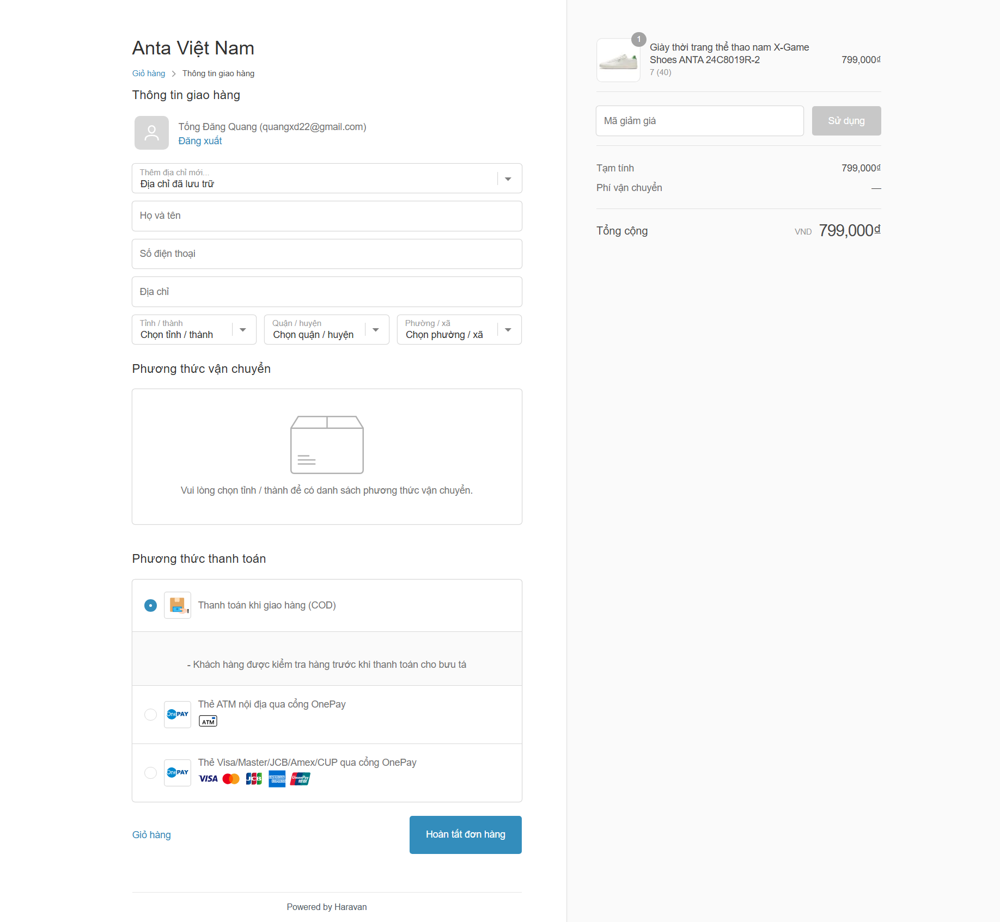 Anta Việt Nam
Giỏ hàng
Thông tin giao hàng
Thông tin giao hàng
Tống Đăng Quang (quangxd22@gmail.com)
Đăng xuất
Thêm địa chỉ mới...
Địa chỉ đã lưu trữ
Họ và tên
Số điện thoại
Địa chỉ
Tỉnh / thành
Chọn tỉnh / thành
Quận / huyện
Chọn quận / huyện
Phường / xã
Chọn phường / xã
Phương thức vận chuyển
Vui lòng chọn tỉnh / thành để có danh sách phương thức vận chuyển.
Phương thức thanh toán
Thanh toán khi giao hàng (COD)
- Khách hàng được kiểm tra hàng trước khi thanh toán cho bưu tá
OnePAY
Thẻ ATM nội địa qua cổng OnePay
ATM
OnePAY
Thẻ Visa/Master/JCB/Amex/CUP qua cổng OnePay
VISA
JCB
AMERICAN EXPRESS
UnionPay
银联
Giỏ hàng
Hoàn tất đơn hàng
Powered by Haravan
1
Giày thời trang thể thao nam X-Game
Shoes ANTA 24C8019R-2
7 (40)
799,000₫
Mã giảm giá
Sử dụng
Tạm tính
799,000₫
Phí vận chuyển
—
Tổng cộng
VND 799,000₫